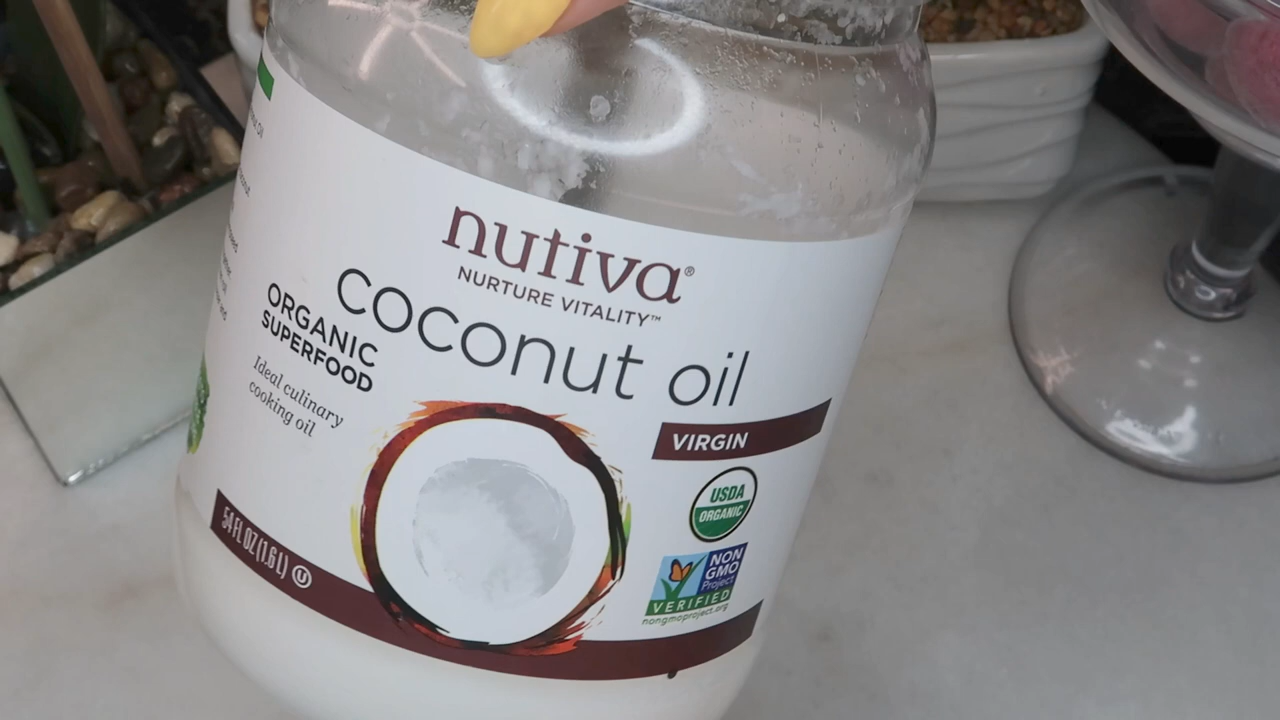 nutiva®
NURTURE VITALITY™
coconut oil
ORGANIC
SUPERFOOD
Ideal culinary
cooking oil
VIRGIN
USDA
ORGANIC
NON
GMO
Project
VERIFIED
nongmoproject.org
54 FL OZ (1.6 L) U